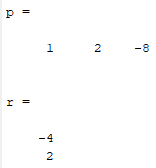 p =
1 2 -8
r =
-4
2